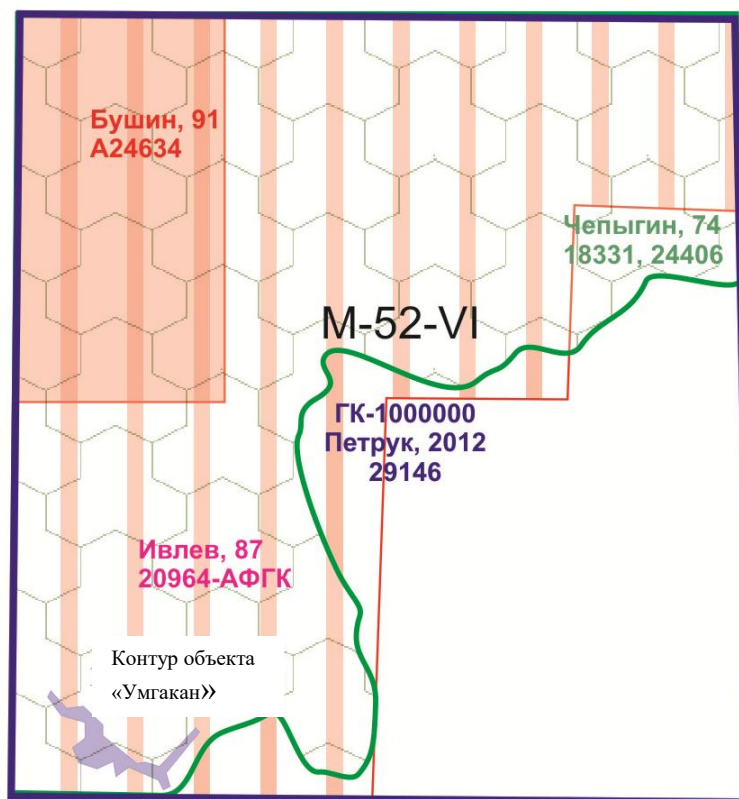 Бушин, 91
А24634
Чепыгин, 74
18331, 24406
М-52-VI
ГК-1000000
Петрук, 2012
29146
Ивлев, 87
20964-АФГК
Контур объекта
«Умгакан»